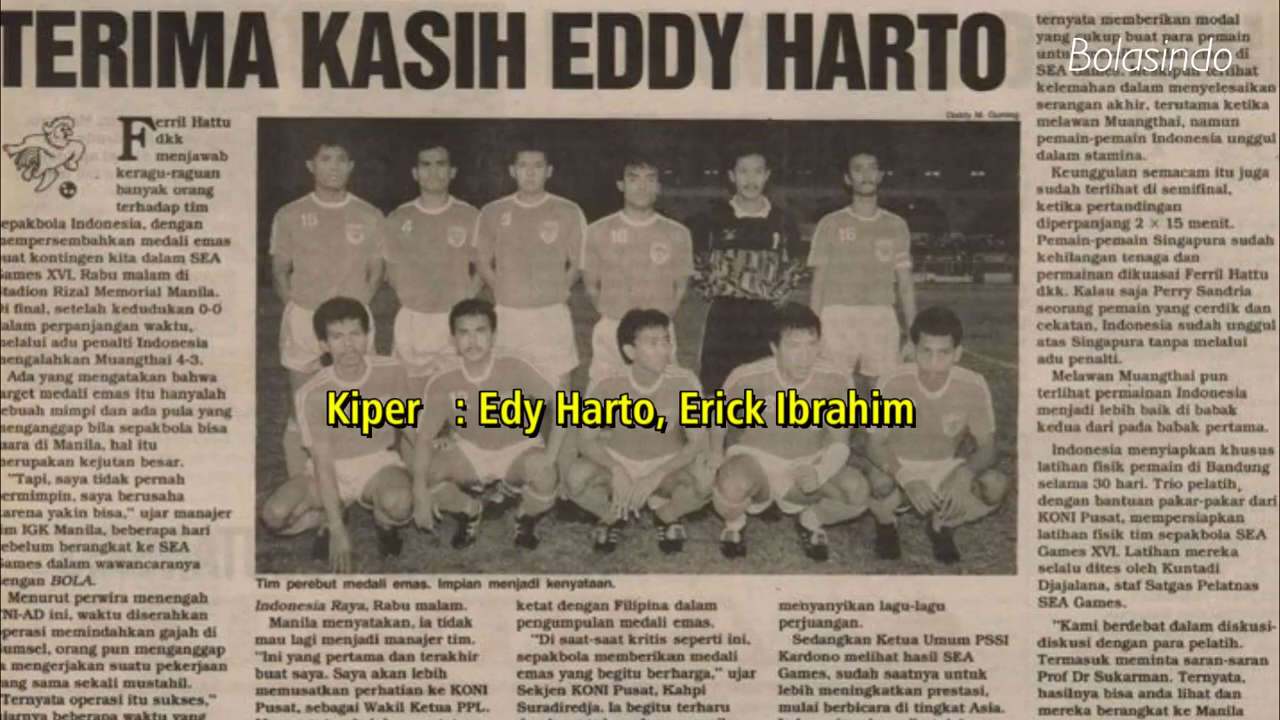 TERIMA KASIH EDDY HARTO
Bolasindo
Ferril Hattu
dkk
menjawab
keragu-raguan
banyak orang
terhadap tim
sepakbola Indonesia, dengan
mempersembahkan medali emas
buat kontingen kita dalam SEA
Games XVI, Rabu malam di
Stadion Rizal Memorial Manila.
Di final, setelah kedudukan 0-0
dalam perpanjangan waktu,
melalui adu penalti Indonesia
mengalahkan Muangthai 4-3.
Ada yang mengatakan bahwa
target medali emas itu hanyalah
sebuah mimpi dan ada pula yang
menganggap bila sepakbola bisa
juara di Manila, hal itu
merupakan kejutan besar.
"Tapi, saya tidak pernah
bermimpin, saya berusaha
karena yakin bisa," ujar manajer
tim IGK Manila, beberapa hari
sebelum berangkat ke SEA
Games dalam wawancaranya
dengan BOLA.
Menurut perwira menengah
TNI-AD ini, waktu diserahkan
operasi memindahkan gajah di
Sumsel, orang pun menganggap
ia mengerjakan suatu pekerjaan
yang sama sekali mustahil.
"Ternyata operasi itu sukses,"
ujarnya beberapa waktu yang
15
4
5
10
1
16
Kiper : Edy Harto, Erick Ibrahim
Tim perebut medali emas. Impian menjadi kenyataan.
Indonesia Raya, Rabu malam.
Manila menyatakan, ia tidak
mau lagi menjadi manajer tim.
"Ini yang pertama dan terakhir
buat saya. Saya akan lebih
memusatkan perhatian ke KONI
Pusat, sebagai Wakil Ketua PPL.
ketat dengan Filipina dalam
pengumpulan medali emas.
"Di saat-saat kritis seperti ini,
sepakbola memberikan medali
emas yang begitu berharga," ujar
Sekjen KONI Pusat, Kahpi
Suradiredja. Ia begitu terharu
menyanyikan lagu-lagu
perjuangan.
Sedangkan Ketua Umum PSSI
Kardono melihat hasil SEA
Games, sudah saatnya untuk
lebih meningkatkan prestasi,
mulai berbicara di tingkat Asia.
ternyata memberikan modal
yang cukup buat para pemain
di
SEA Games. Meskipun terlihat
kelemahan dalam menyelesaikan
serangan akhir, terutama ketika
melawan Muangthai, namun
pemain-pemain Indonesia unggul
dalam stamina.
Keunggulan semacam itu juga
sudah terlihat di semifinal,
ketika pertandingan
diperpanjang 2 × 15 menit.
Pemain-pemain Singapura sudah
kehilangan tenaga dan
permainan dikuasai Ferril Hattu
dkk. Kalau saja Perry Sandria
seorang pemain yang cerdik dan
cekatan, Indonesia sudah unggul
atas Singapura tanpa melalui
adu penalti.
Melawan Muangthai pun
terlihat permainan Indonesia
menjadi lebih baik di babak
kedua dari pada babak pertama.
Indonesia menyiapkan khusus
latihan fisik pemain di Bandung
selama 30 hari. Trio pelatih,
dengan bantuan pakar-pakar dari
KONI Pusat, mempersiapkan
latihan fisik tim sepakbola SEA
Games XVI. Latihan mereka
selalu dites oleh Kuntadi
Djajalana, staf Satgas Pelatnas
SEA Games.
"Kami berdebat dalam diskusi-
diskusi dengan para pelatih.
Termasuk meminta saran-saran
Prof Dr Sukarman. Ternyata,
hasilnya bisa anda lihat dan
mereka berangkat ke Manila